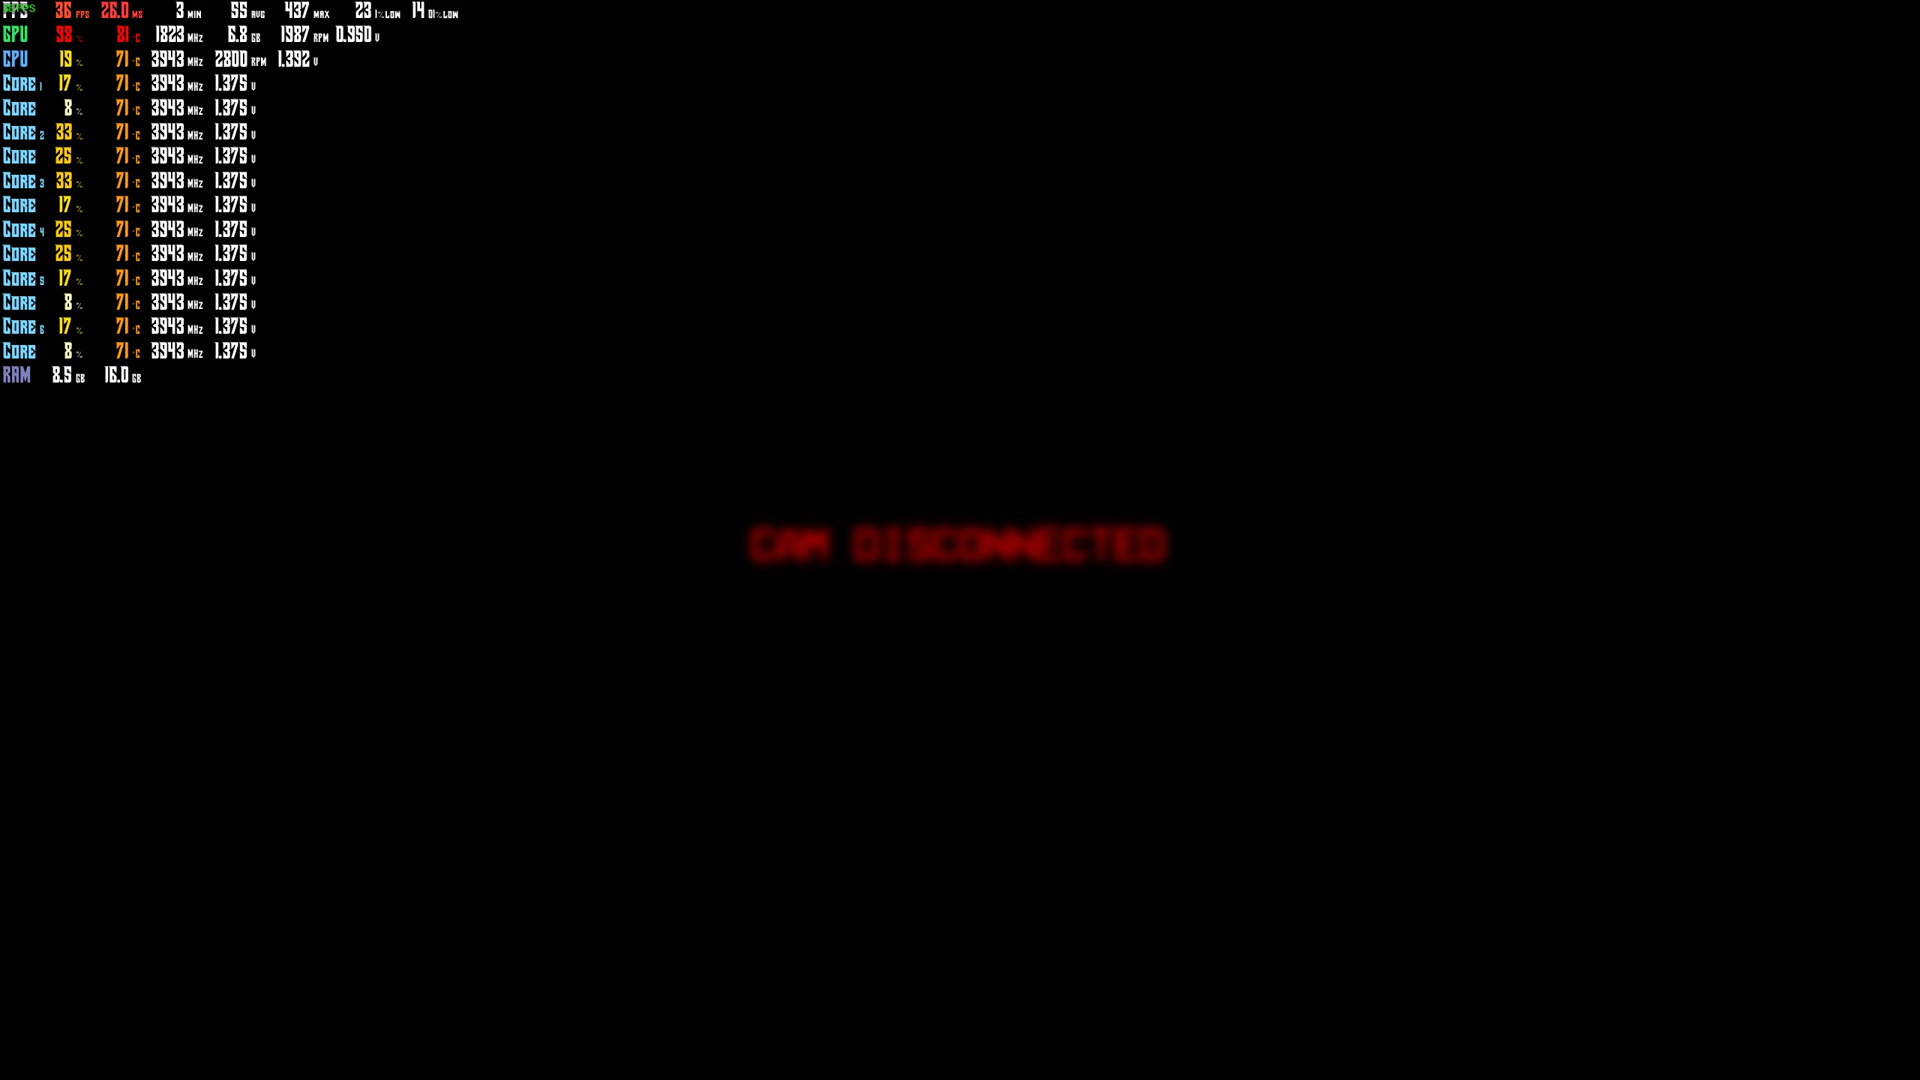 FPS 36 FPS 26.0 MS 3 MIN 55 AVG 437 MAX 23 1% LOW 14 01% LOW
GPU 98 % 81 °C 1823 MHZ 6.8 GB 1987 RPM 0.950 V
CPU 19 % 71 °C 3943 MHZ 2800 RPM 1.392 V
CORE 1 17 % 71 °C 3943 MHZ 1.375 V
CORE 8 % 71 °C 3943 MHZ 1.375 V
CORE 2 33 % 71 °C 3943 MHZ 1.375 V
CORE 25 % 71 °C 3943 MHZ 1.375 V
CORE 3 33 % 71 °C 3943 MHZ 1.375 V
CORE 17 % 71 °C 3943 MHZ 1.375 V
CORE 4 25 % 71 °C 3943 MHZ 1.375 V
CORE 25 % 71 °C 3943 MHZ 1.375 V
CORE 5 17 % 71 °C 3943 MHZ 1.375 V
CORE 8 % 71 °C 3943 MHZ 1.375 V
CORE 6 17 % 71 °C 3943 MHZ 1.375 V
CORE 8 % 71 °C 3943 MHZ 1.375 V
RAM 8.5 GB 16.0 GB
CAM DISCONNECTED